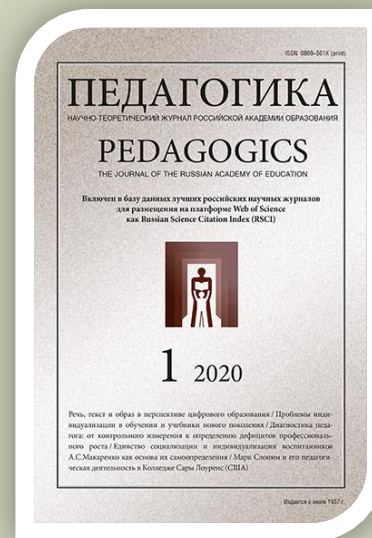 ISSN 0869-561X (print)
ПЕДАГОГИКА
НАУЧНО-ТЕОРЕТИЧЕСКИЙ ЖУРНАЛ РОССИЙСКОЙ АКАДЕМИИ ОБРАЗОВАНИЯ
PEDAGOGICS
THE JOURNAL OF THE RUSSIAN ACADEMY OF EDUCATION
Включен в базу данных лучших российских научных журналов
для размещения на платформе Web of Science
как Russian Science Citation Index (RSCI)
1 2020
Речь, текст и образ в перспективе цифрового образования / Проблемы инди-
видуализации в обучении и учебники нового поколения / Диагностика педа-
гога: от контрольного измерения к определению дефицитов профессиональ-
ного роста / Единство социализации и индивидуализации воспитанников
А.С.Макаренко как основа их самоопределения / Марк Слоним и его педагоги-
ческая деятельность в Колледже Сары Лоуренс (США)
Издается с июля 1937 г.